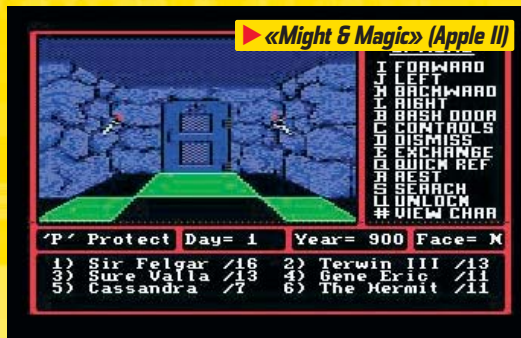 ▶«Might & Magic» (Apple II)
I FORWARD
J LEFT
M BACKWARD
L RIGHT
B BASH DOOR
C CONTROLS
D DISMISS
E EXCHANGE
Q QUICK REF
R REST
S SEARCH
U UNLOCK
# VIEW CHAR
'P' Protect Day= 1 Year= 900 Face= N
1) Sir Felgar /16 2) Terwin III /13
3) Sure Valla /13 4) Gene Eric /11
5) Cassandra /7 6) The Hermit /11